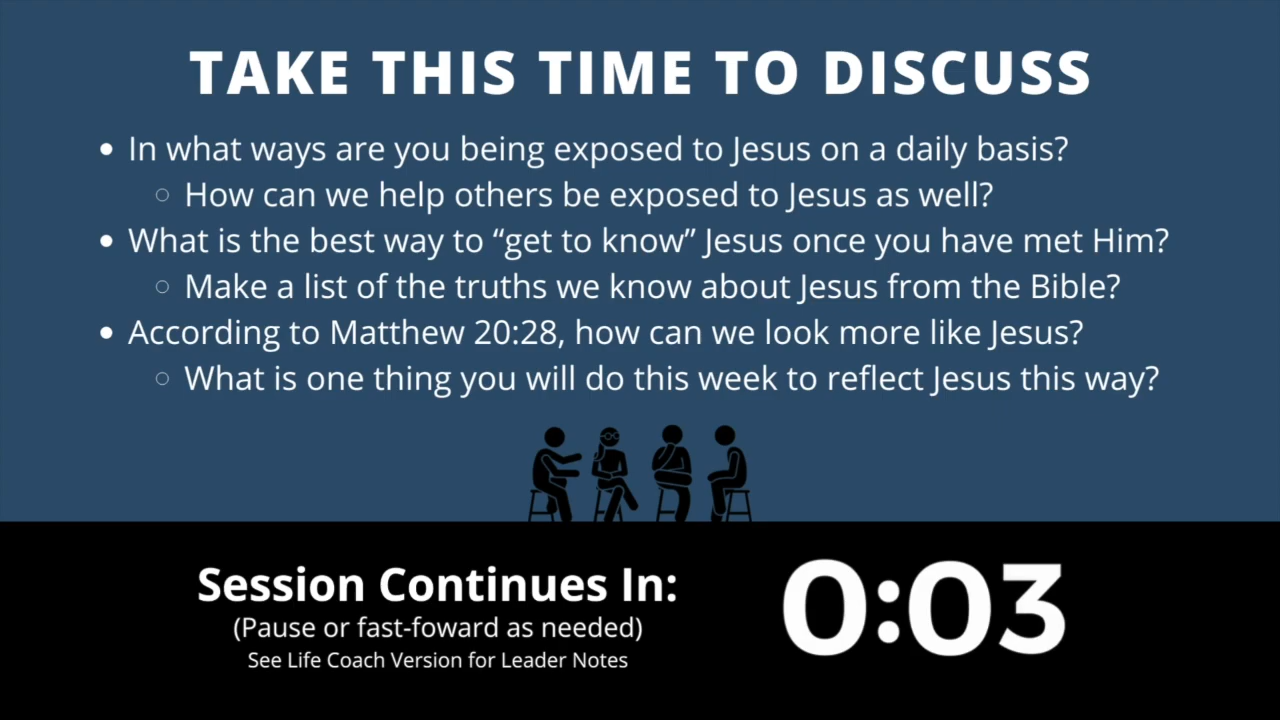 TAKE THIS TIME TO DISCUSS
• In what ways are you being exposed to Jesus on a daily basis?
○ How can we help others be exposed to Jesus as well?
• What is the best way to “get to know” Jesus once you have met Him?
○ Make a list of the truths we know about Jesus from the Bible?
• According to Matthew 20:28, how can we look more like Jesus?
○ What is one thing you will do this week to reflect Jesus this way?
Session Continues In:
(Pause or fast-foward as needed)
See Life Coach Version for Leader Notes
0:03